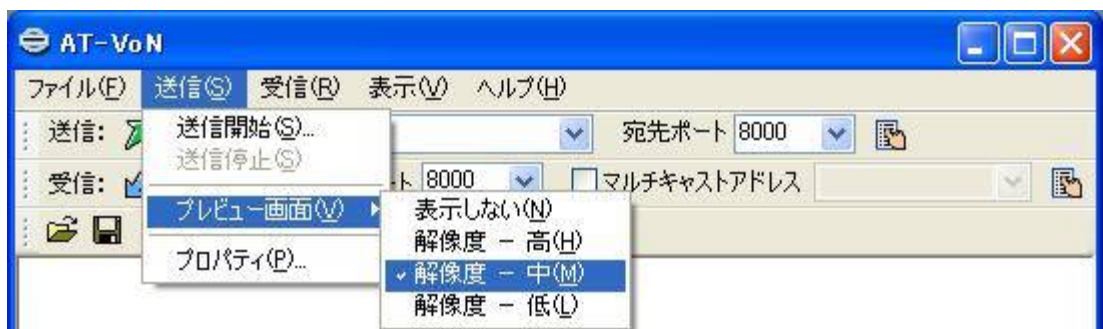 AT-VoN
ファイル(F) 送信(S) 受信(R) 表示(V) ヘルプ(H)
送信: 宛先ポート 8000
送信開始(S)...
送信停止(S)
受信: 8000 マルチキャストアドレス
プレビュー画面(V)
プロパティ(P)...
表示しない(N)
解像度 － 高(H)
解像度 － 中(M)
解像度 － 低(L)